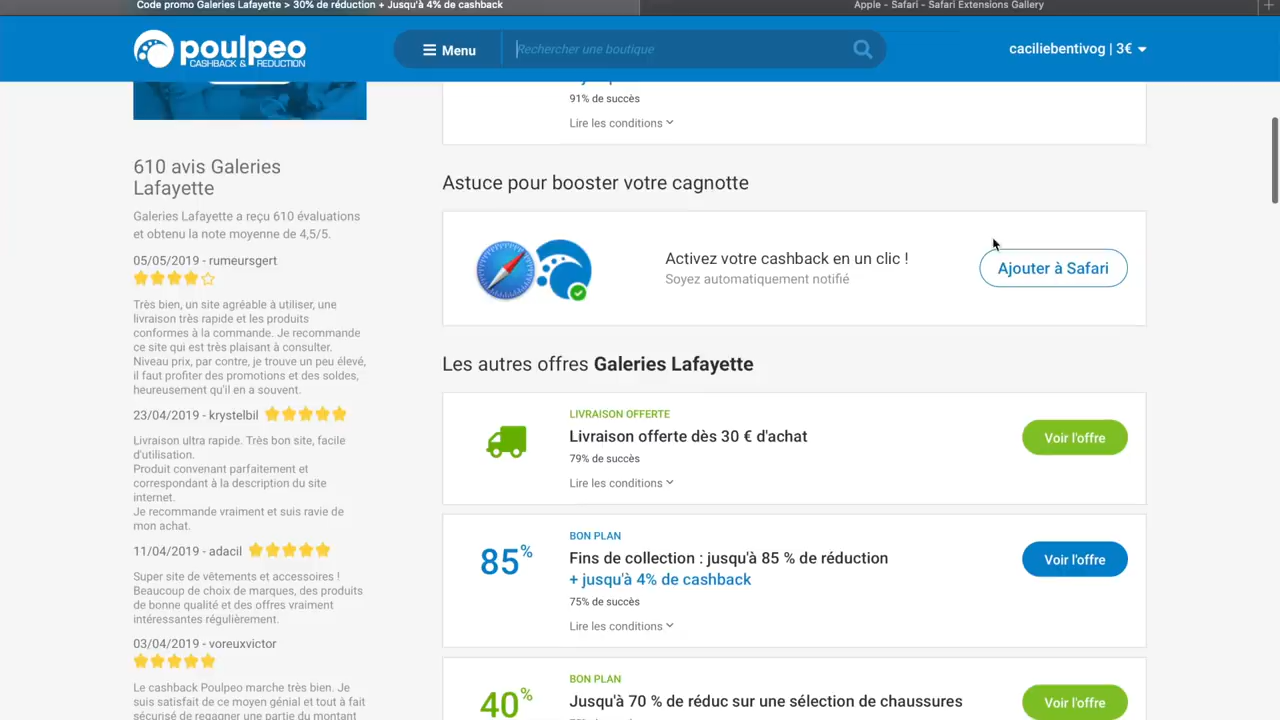 Code promo Galeries Lafayette > 30% de réduction + Jusqu'à 4% de cashback
Apple - Safari - Safari Extensions Gallery
poulpeo
CASHBACK & REDUCTION
Menu
Rechercher une boutique
caciliebentivog | 3€
610 avis Galeries
Lafayette
Galeries Lafayette a reçu 610 évaluations
et obtenu la note moyenne de 4,5/5.
05/05/2019 - rumeursgert
Très bien, un site agréable à utiliser, une
livraison très rapide et les produits
conformes à la commande. Je recommande
ce site qui est très plaisant à consulter.
Niveau prix, par contre, je trouve un peu élevé,
il faut profiter des promotions et des soldes,
heureusement qu'il en a souvent.
23/04/2019 - krystelbil
Livraison ultra rapide. Très bon site, facile
d'utilisation.
Produit convenant parfaitement et
correspondant à la description du site
internet.
Je recommande vraiment et suis ravie de
mon achat.
11/04/2019 - adacil
Super site de vêtements et accessoires !
Beaucoup de choix de marques, des produits
de bonne qualité et des offres vraiment
intéressantes régulièrement.
03/04/2019 - voreuxvictor
Le cashback Poulpeo marche très bien. Je
suis satisfait de ce moyen génial et tout à fait
sécurisé de regagner une partie du montant
91% de succès
Lire les conditions
Astuce pour booster votre cagnotte
Activez votre cashback en un clic !
Soyez automatiquement notifié
Ajouter à Safari
Les autres offres Galeries Lafayette
LIVRAISON OFFERTE
Livraison offerte dès 30 € d'achat
79% de succès
Lire les conditions
Voir l'offre
85%
BON PLAN
Fins de collection : jusqu'à 85 % de réduction
+ jusqu'à 4% de cashback
75% de succès
Lire les conditions
Voir l'offre
40%
BON PLAN
Jusqu'à 70 % de réduc sur une sélection de chaussures
Voir l'offre